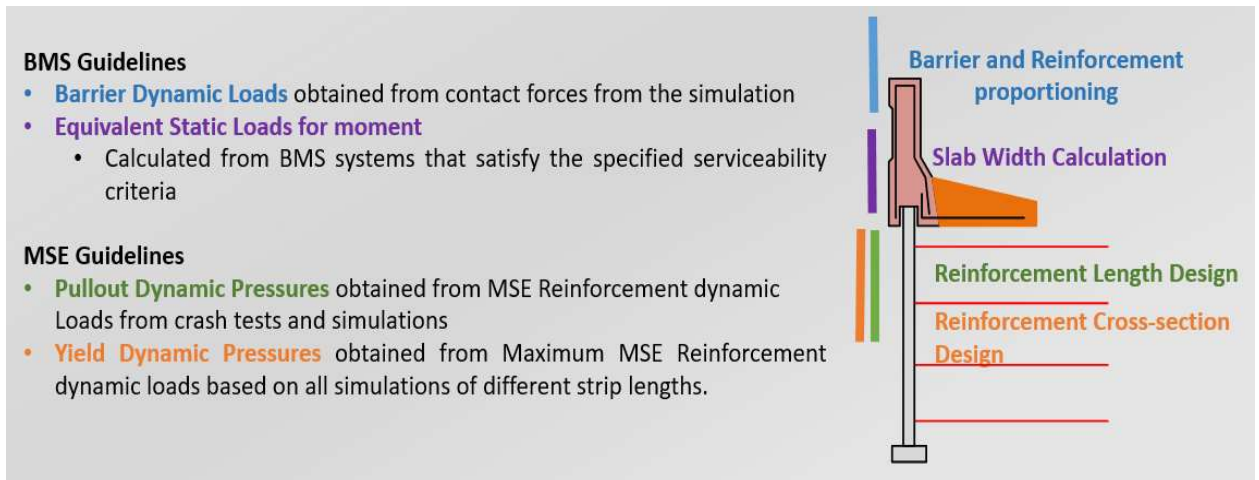 BMS Guidelines
• Barrier Dynamic Loads obtained from contact forces from the simulation
• Equivalent Static Loads for moment
• Calculated from BMS systems that satisfy the specified serviceability
criteria
MSE Guidelines
• Pullout Dynamic Pressures obtained from MSE Reinforcement dynamic
Loads from crash tests and simulations
• Yield Dynamic Pressures obtained from Maximum MSE Reinforcement
dynamic loads based on all simulations of different strip lengths.
Barrier and Reinforcement
proportioning
Slab Width Calculation
Reinforcement Length Design
Reinforcement Cross-section
Design